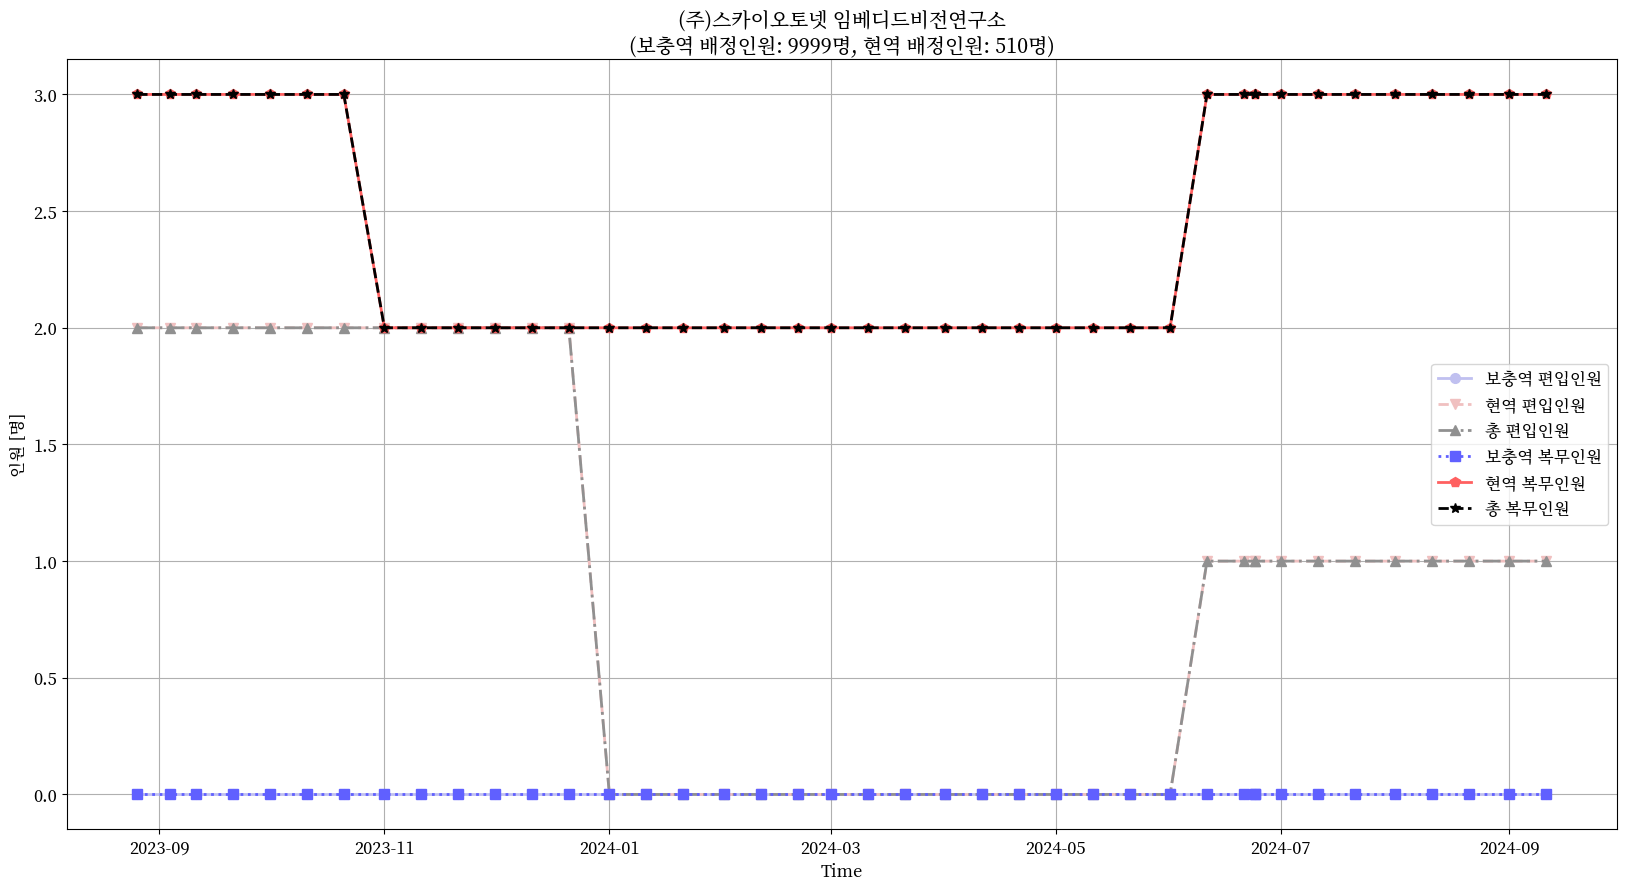 (주)스카이오토넷 임베디드비전연구소
(보충역 배정인원: 9999명, 현역 배정인원: 510명)
3.0
2.5
2.0
1.5
1.0
0.5
0.0
인원 [명]
보충역 편입인원
현역 편입인원
총 편입인원
보충역 복무인원
현역 복무인원
총 복무인원
2023-09 2023-11 2024-01 2024-03 2024-05 2024-07 2024-09
Time